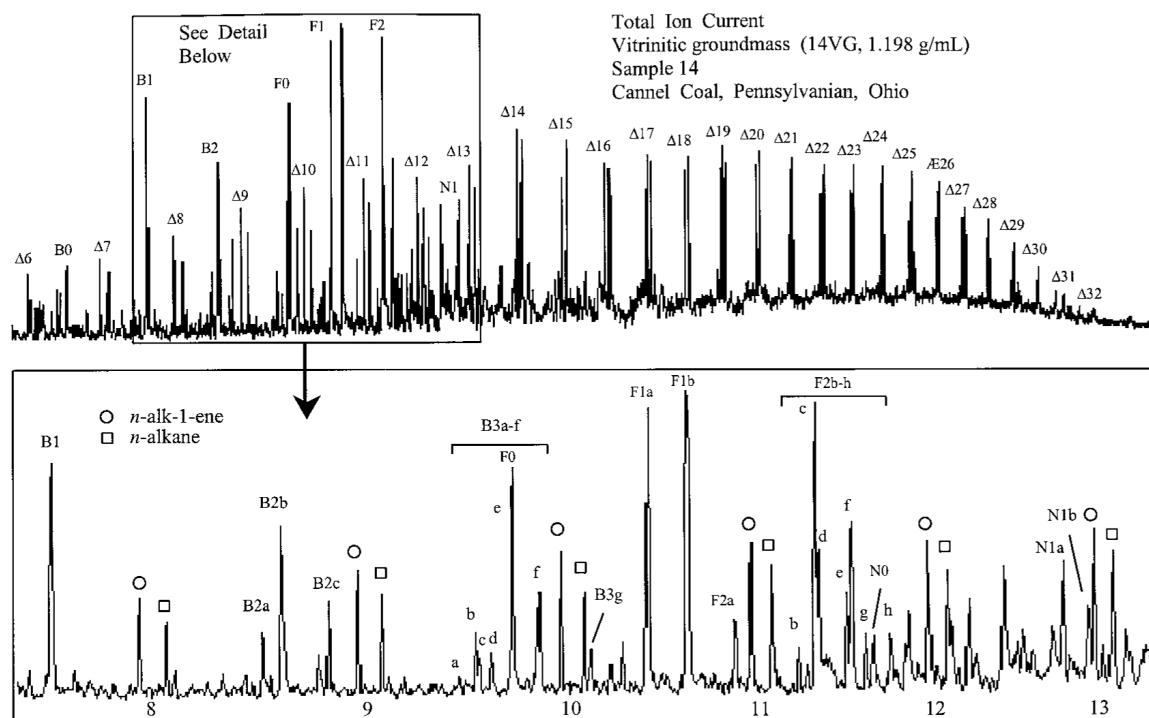 See Detail
Below
F1
F2
Total Ion Current
Vitrinitic groundmass (14VG, 1.198 g/mL)
Sample 14
Cannel Coal, Pennsylvanian, Ohio
B1
F0
B2
Δ6
B0
Δ7
Δ8
Δ9
Δ10
Δ11
Δ12
N1
Δ13
Δ14
Δ15
Δ16
Δ17
Δ18
Δ19
Δ20
Δ21
Δ22
Δ23
Δ24
Δ25
Æ26
Δ27
Δ28
Δ29
Δ30
Δ31
Δ32
n-alk-1-ene
n-alkane
B1
B2a
B2b
B2c
B3a-f
F0
a
b
c
d
e
f
B3g
F1a
F1b
F2a
F2b-h
b
c
d
e
f
g
N0
h
N1a
N1b
8
9
10
11
12
13